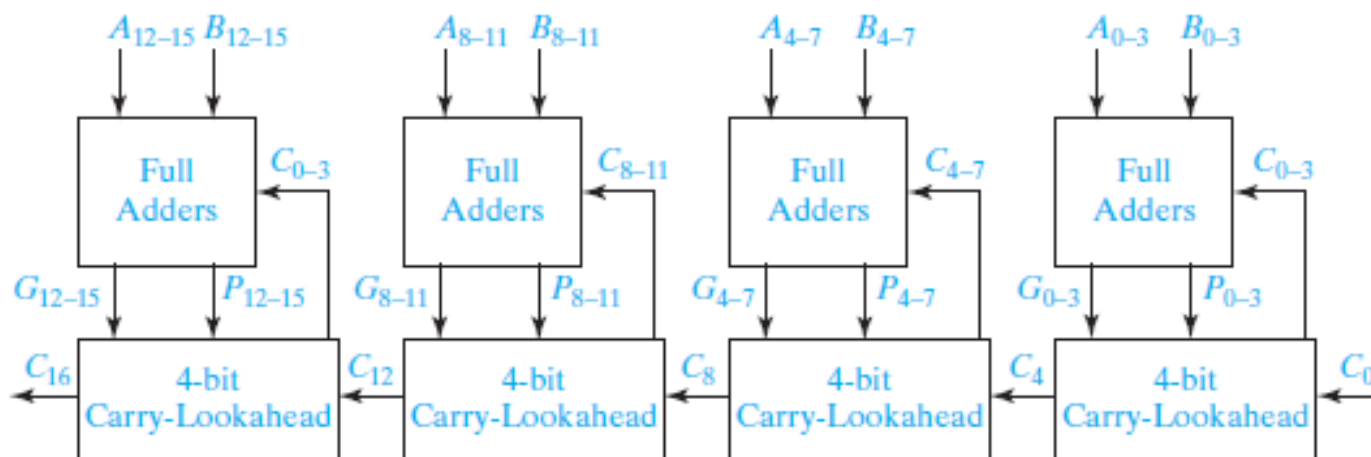 A12–15 B12–15 A8–11 B8–11 A4–7 B4–7 A0–3 B0–3
Full Adders C0–3 Full Adders C8–11 Full Adders C4–7 Full Adders C0–3
G12–15 P12–15 G8–11 P8–11 G4–7 P4–7 G0–3 P0–3
C16 4-bit Carry-Lookahead C12 4-bit Carry-Lookahead C8 4-bit Carry-Lookahead C4 4-bit Carry-Lookahead C0